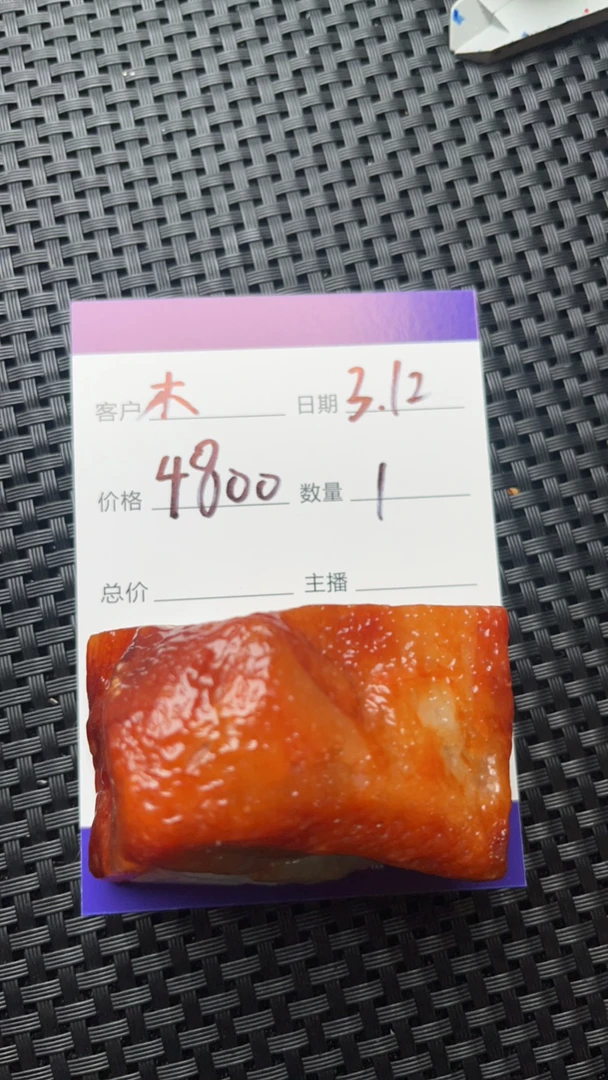 客户 木 日期 3.12
价格 4800 数量 1
总价 主播